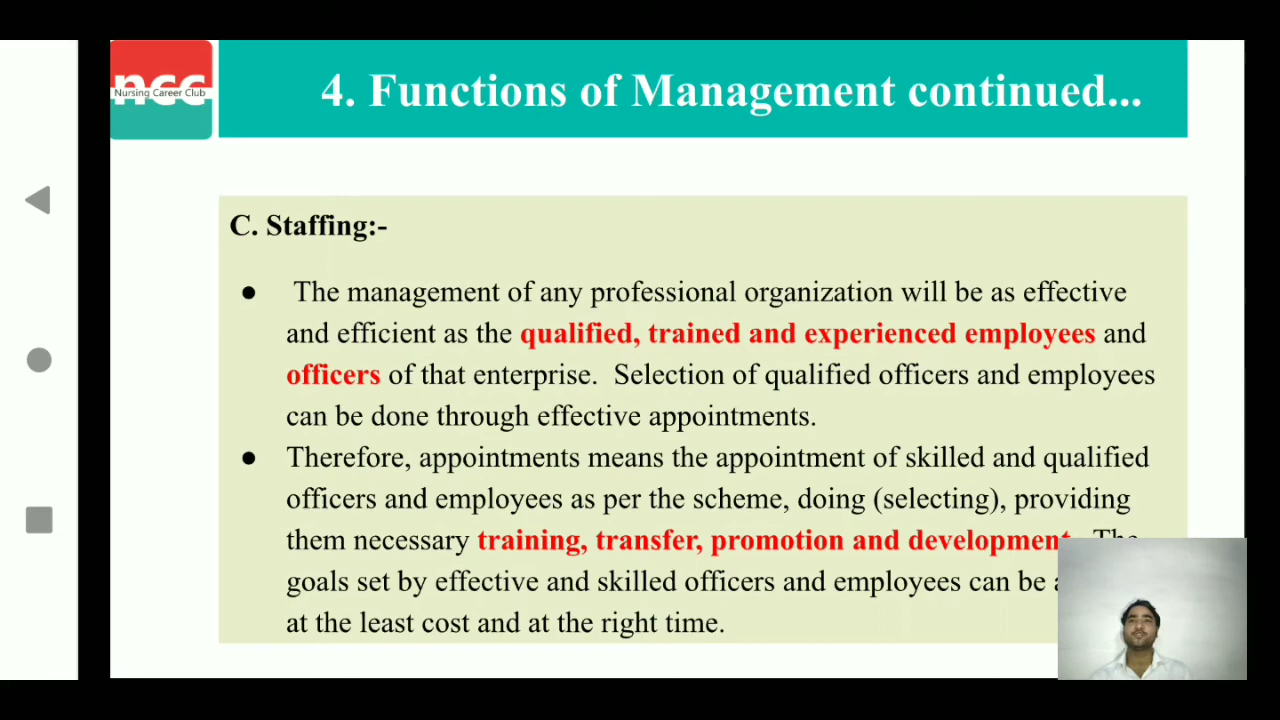 ncc
Nursing Career Club
4. Functions of Management continued...
C. Staffing:-
● The management of any professional organization will be as effective
and efficient as the qualified, trained and experienced employees and
officers of that enterprise. Selection of qualified officers and employees
can be done through effective appointments.
● Therefore, appointments means the appointment of skilled and qualified
officers and employees as per the scheme, doing (selecting), providing
them necessary training, transfer, promotion and development. The
goals set by effective and skilled officers and employees can be
at the least cost and at the right time.